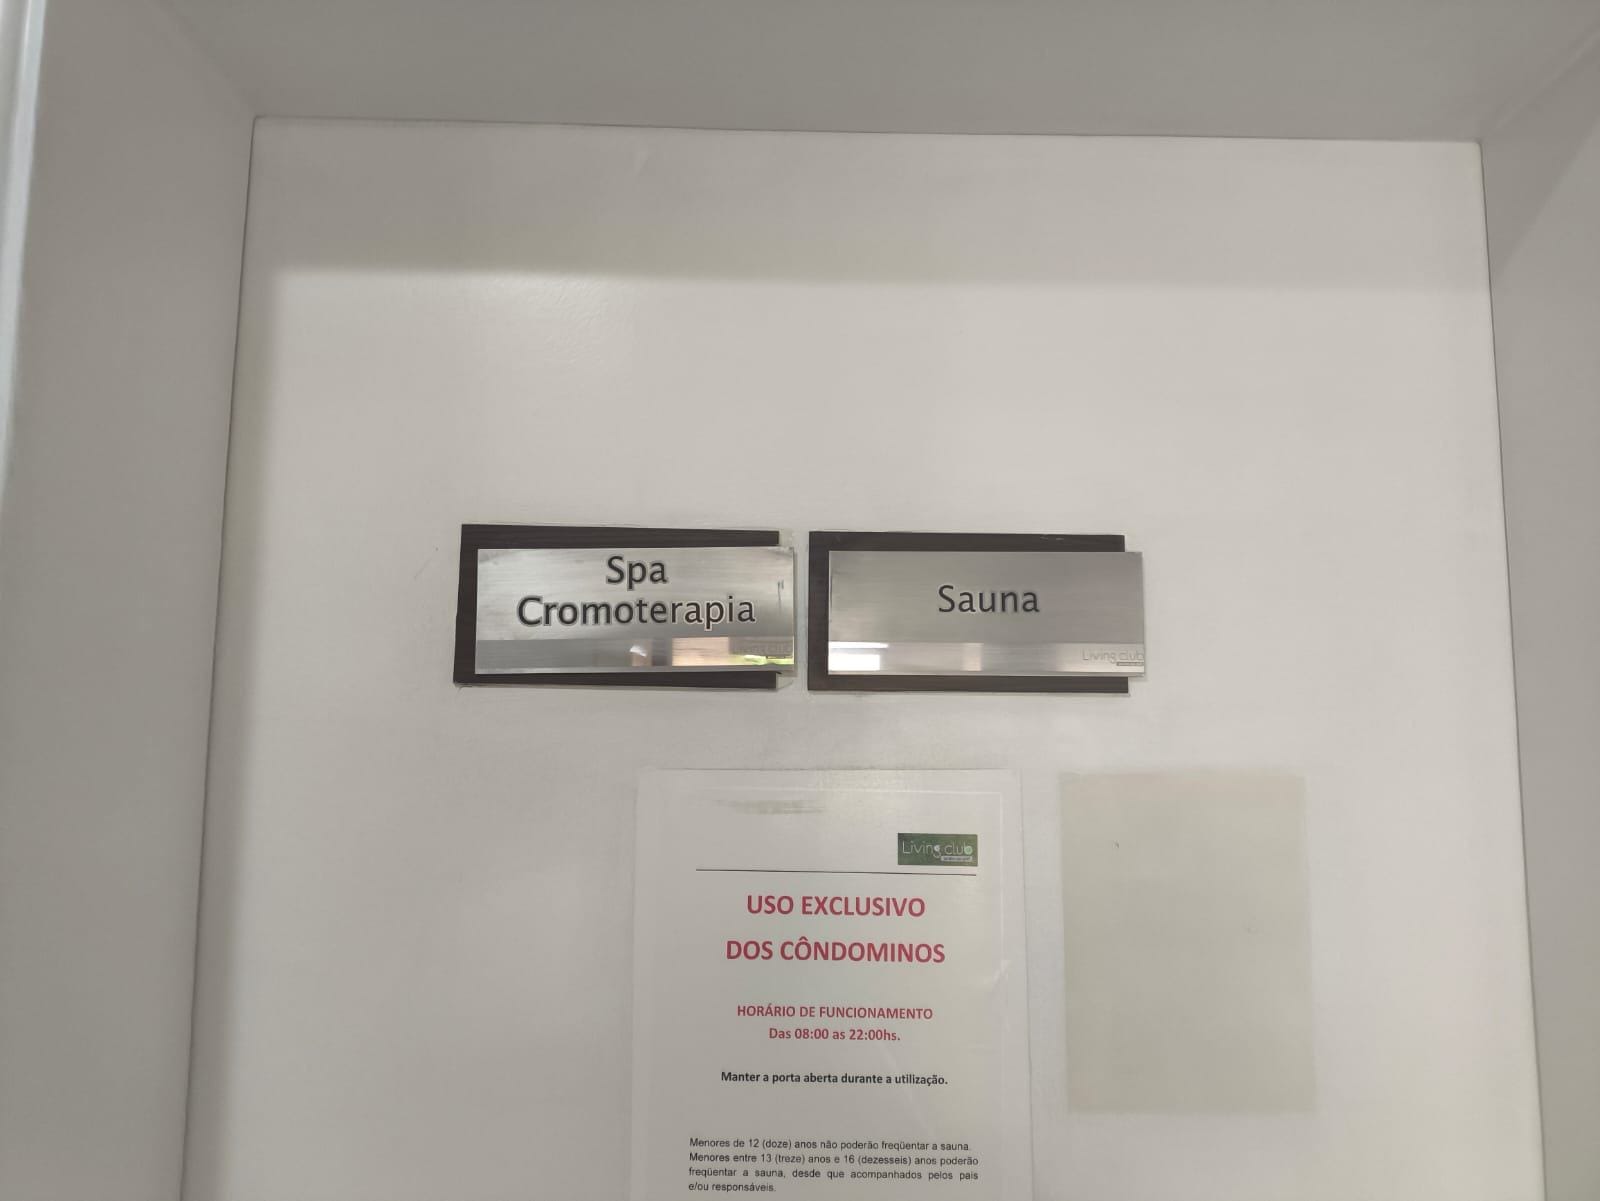 Spa
Cromoterapia
Sauna
Living club
Living club
USO EXCLUSIVO
DOS CÔNDOMINOS
HORÁRIO DE FUNCIONAMENTO
Das 08:00 as 22:00hs.
Manter a porta aberta durante a utilização.
Menores de 12 (doze) anos não poderão freqüentar a sauna.
Menores entre 13 (treze) anos e 16 (dezesseis) anos poderão
freqüentar a sauna, desde que acompanhados pelos pais
e/ou responsáveis.